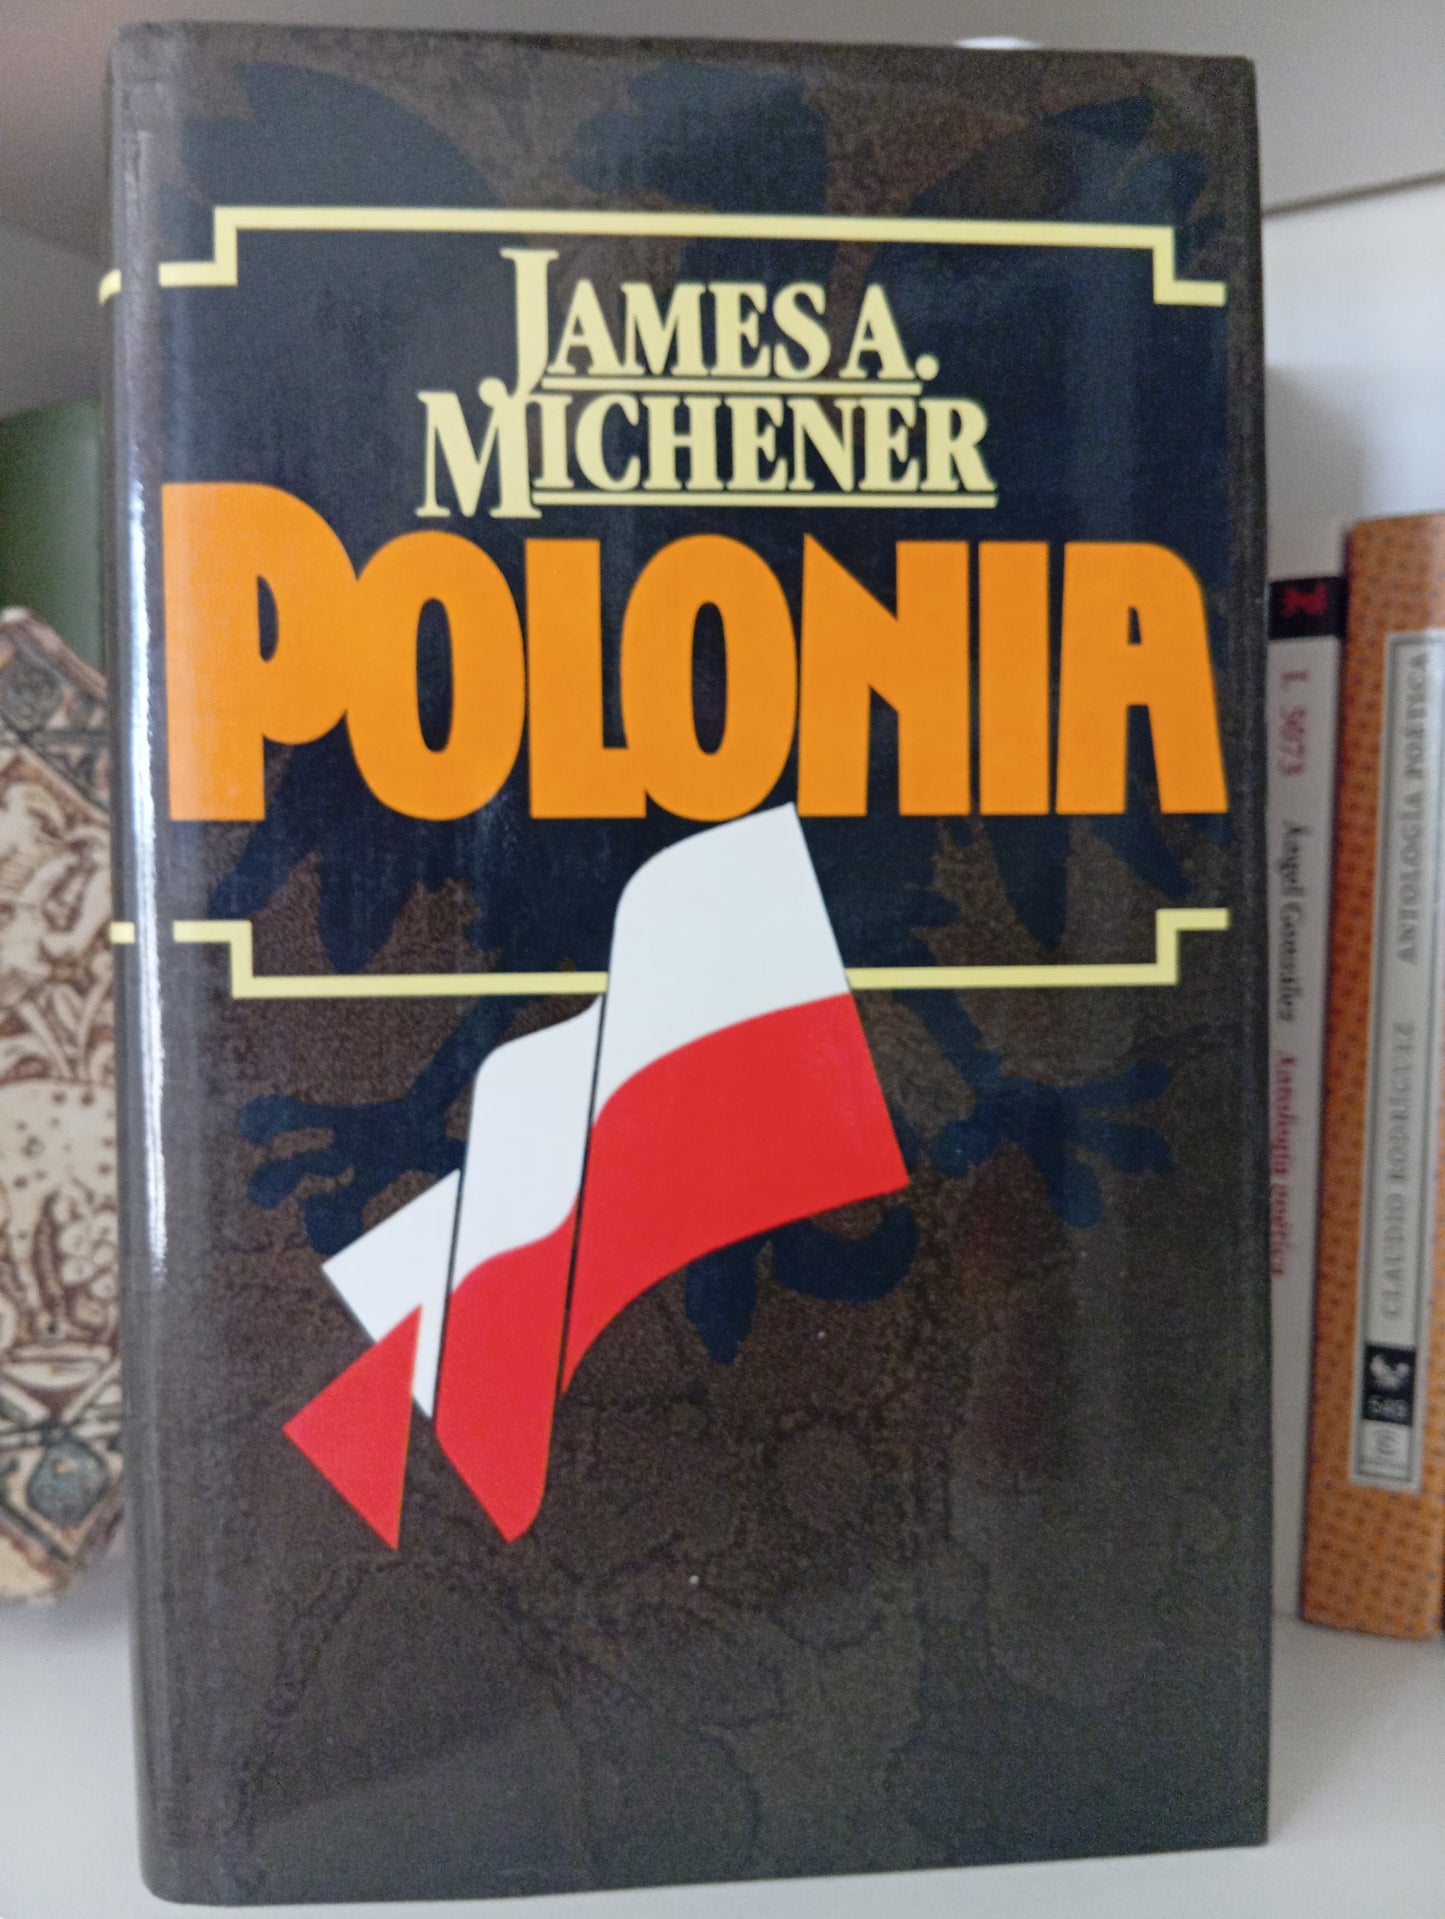 JAMES A.
MICHENER
POLONIA
L 5073 Ángel González Antología poética
CLAUDIO RODRÍGUEZ ANTOLOGÍA POÉTICA